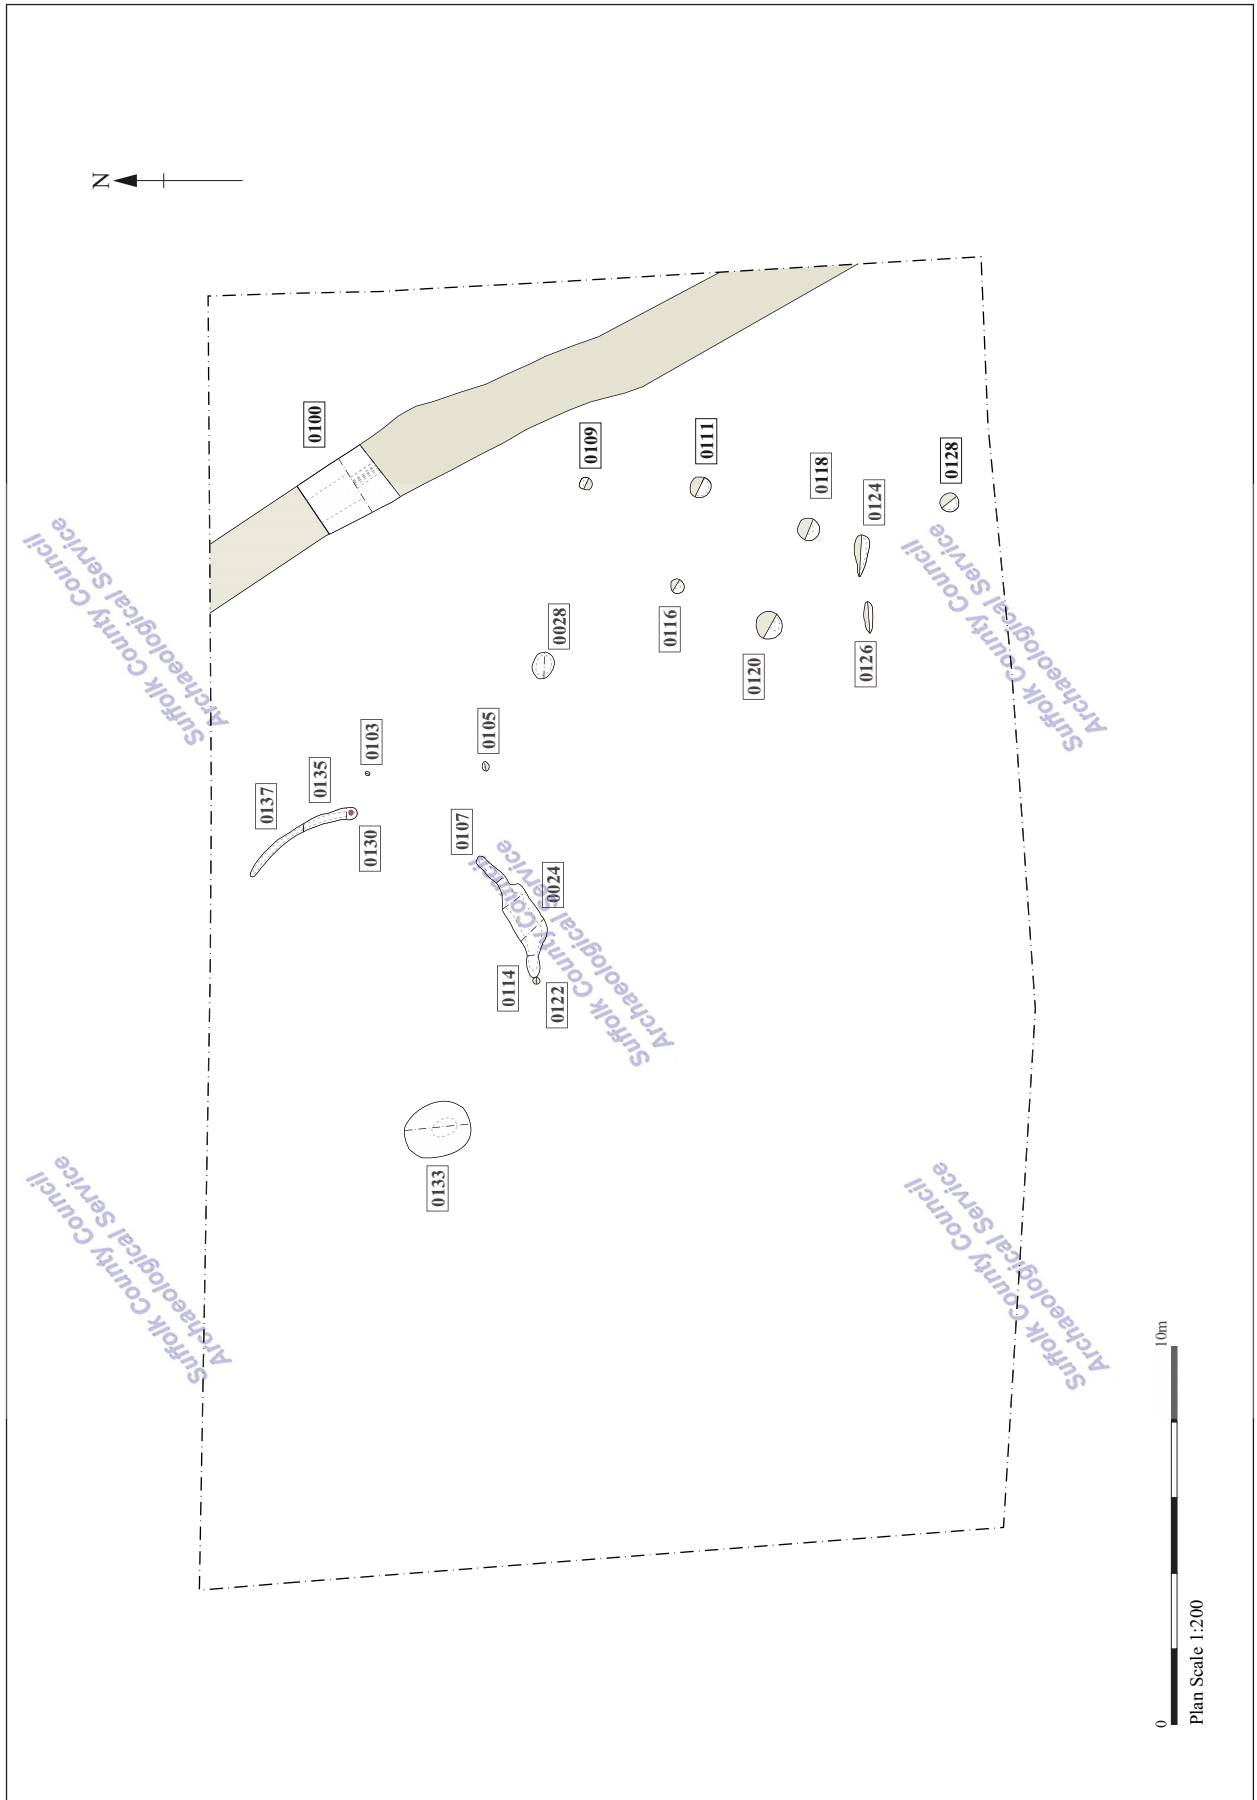 N
0100
0109
0111
0118
0124
0128
0116
0120
0126
0028
0105
0103
0135
0137
0130
0107
0024
0114
0122
0133
Suffolk County Council
Archaeological Service
Suffolk County Council
Archaeological Service
Suffolk County Council
Archaeological Service
Suffolk County Council
Archaeological Service
Suffolk County Council
Archaeological Service
0
10m
Plan Scale 1:200